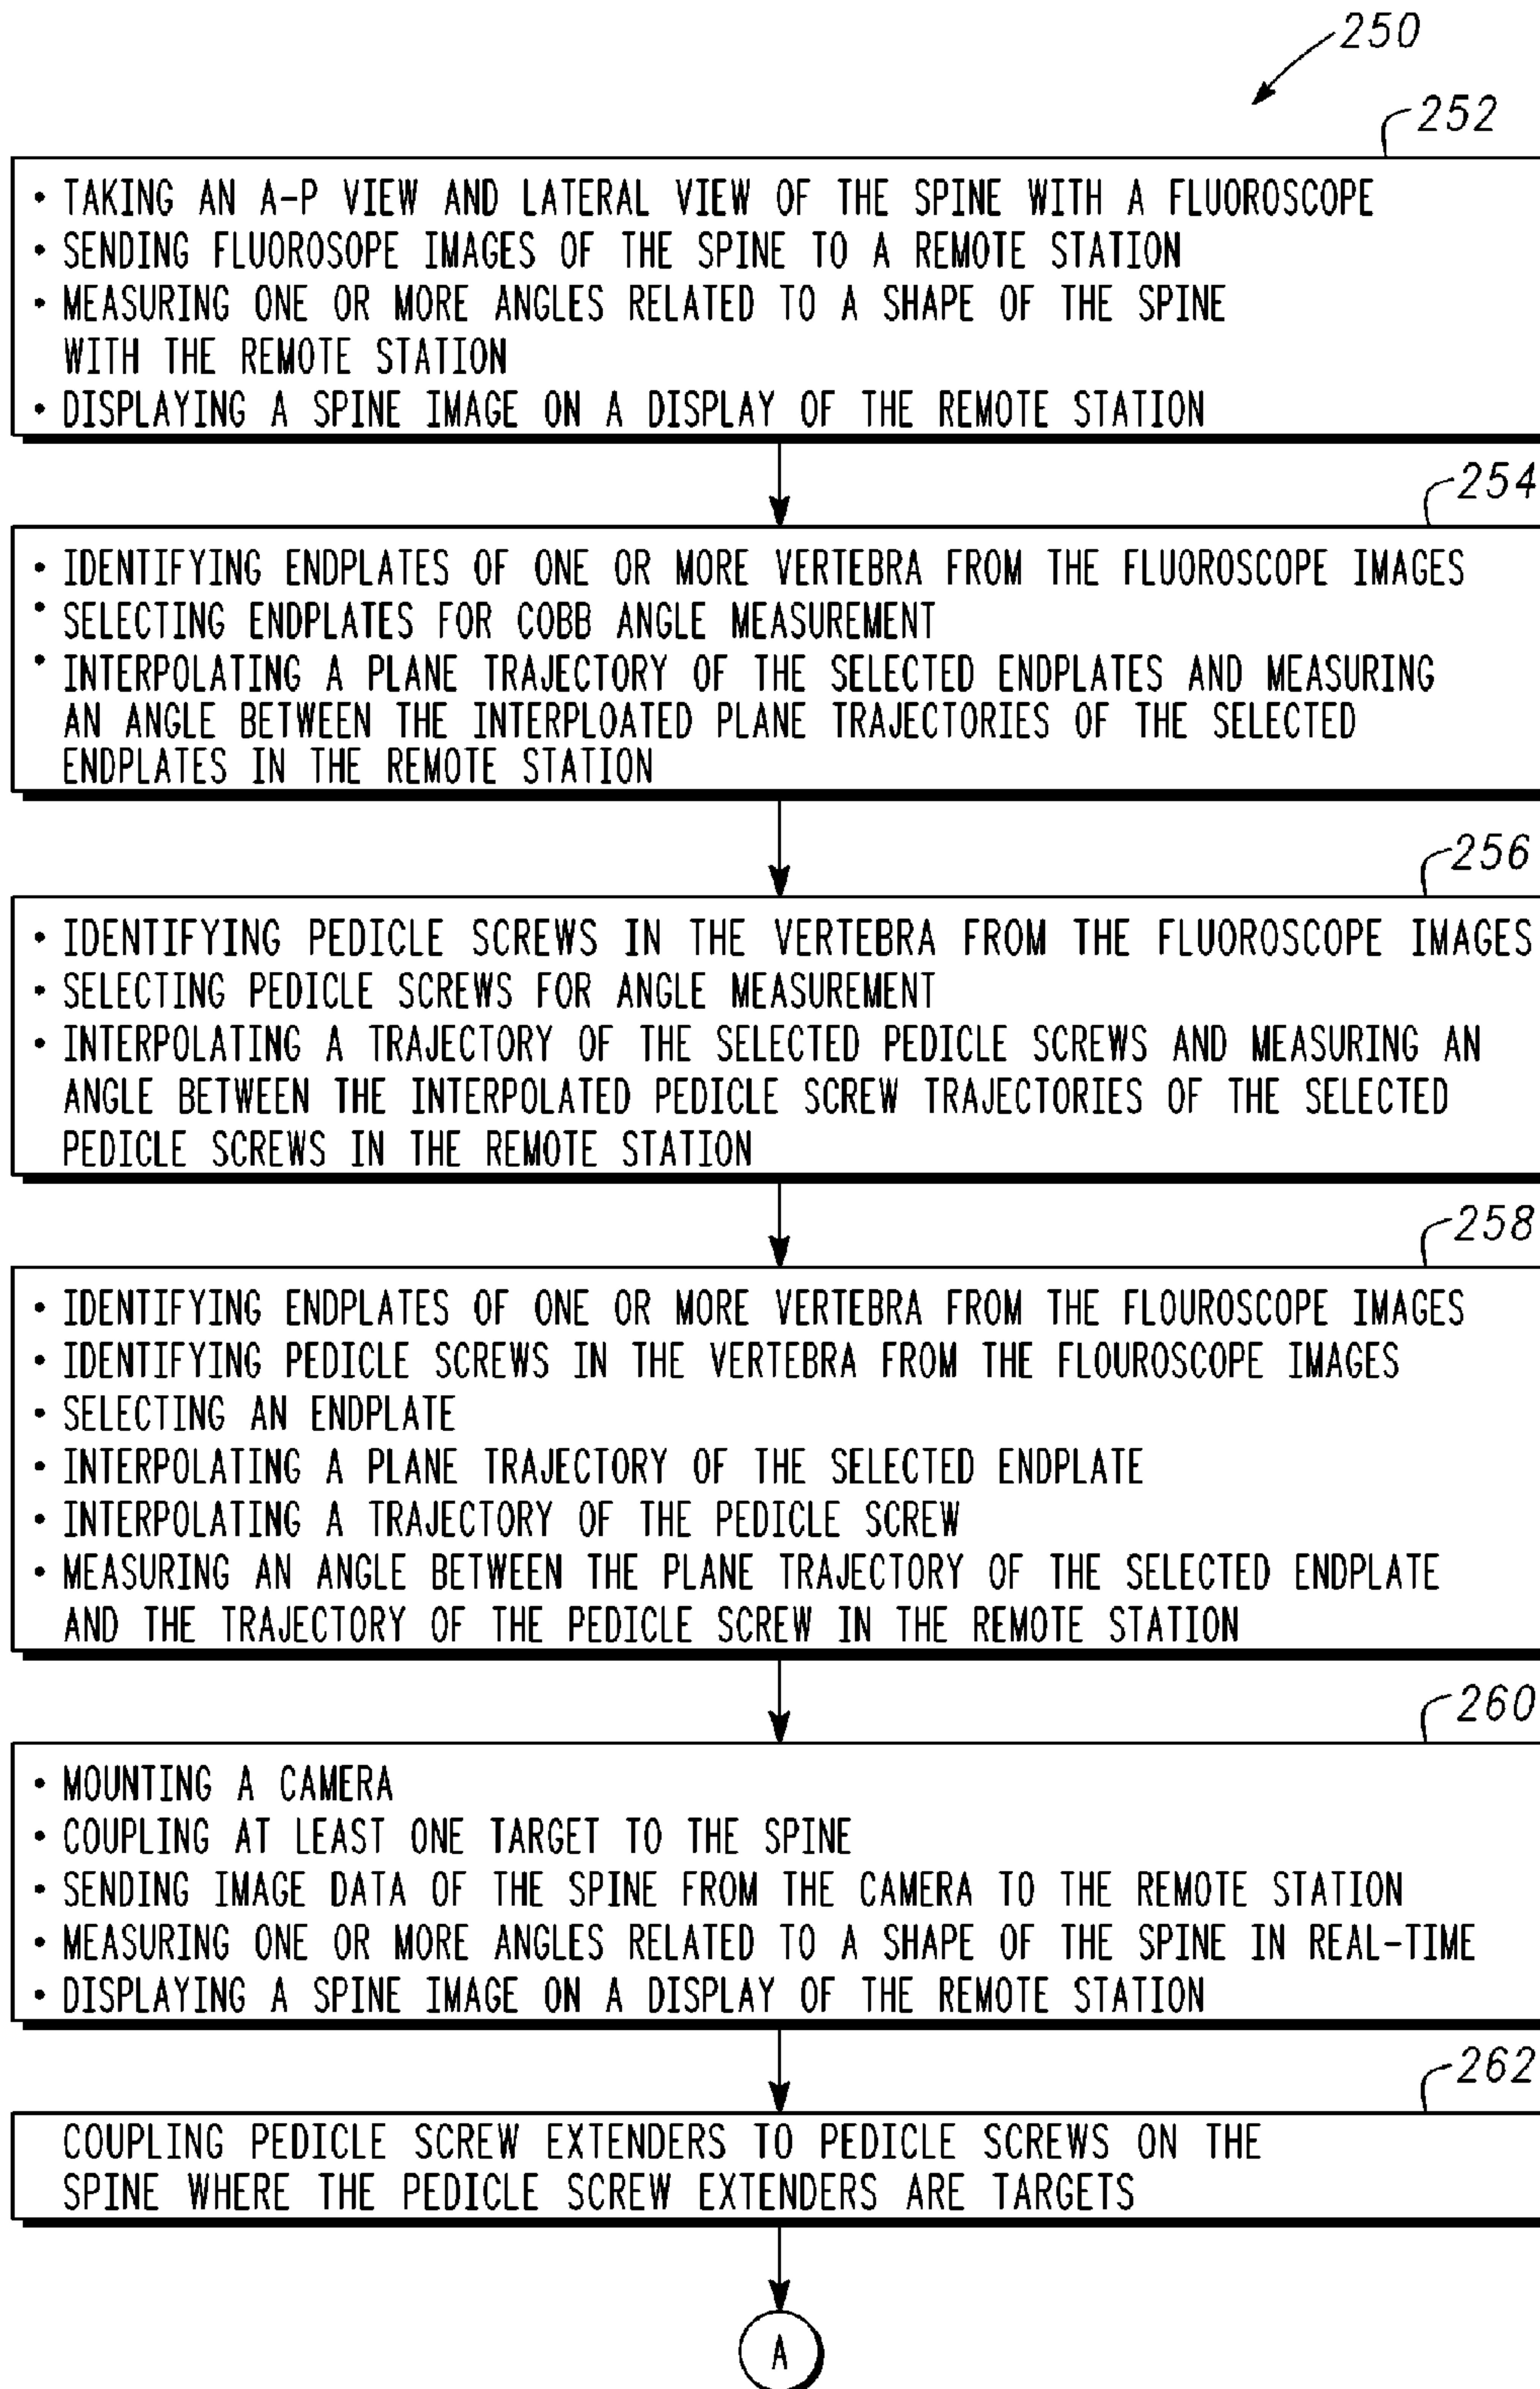 250
252
• TAKING AN A-P VIEW AND LATERAL VIEW OF THE SPINE WITH A FLUOROSCOPE
• SENDING FLUOROSOPE IMAGES OF THE SPINE TO A REMOTE STATION
• MEASURING ONE OR MORE ANGLES RELATED TO A SHAPE OF THE SPINE
WITH THE REMOTE STATION
• DISPLAYING A SPINE IMAGE ON A DISPLAY OF THE REMOTE STATION
254
• IDENTIFYING ENDPLATES OF ONE OR MORE VERTEBRA FROM THE FLUOROSCOPE IMAGES
• SELECTING ENDPLATES FOR COBB ANGLE MEASUREMENT
• INTERPOLATING A PLANE TRAJECTORY OF THE SELECTED ENDPLATES AND MEASURING
AN ANGLE BETWEEN THE INTERPLOATED PLANE TRAJECTORIES OF THE SELECTED
ENDPLATES IN THE REMOTE STATION
256
• IDENTIFYING PEDICLE SCREWS IN THE VERTEBRA FROM THE FLUOROSCOPE IMAGES
• SELECTING PEDICLE SCREWS FOR ANGLE MEASUREMENT
• INTERPOLATING A TRAJECTORY OF THE SELECTED PEDICLE SCREWS AND MEASURING AN
ANGLE BETWEEN THE INTERPOLATED PEDICLE SCREW TRAJECTORIES OF THE SELECTED
PEDICLE SCREWS IN THE REMOTE STATION
258
• IDENTIFYING ENDPLATES OF ONE OR MORE VERTEBRA FROM THE FLOUROSCOPE IMAGES
• IDENTIFYING PEDICLE SCREWS IN THE VERTEBRA FROM THE FLOUROSCOPE IMAGES
• SELECTING AN ENDPLATE
• INTERPOLATING A PLANE TRAJECTORY OF THE SELECTED ENDPLATE
• INTERPOLATING A TRAJECTORY OF THE PEDICLE SCREW
• MEASURING AN ANGLE BETWEEN THE PLANE TRAJECTORY OF THE SELECTED ENDPLATE
AND THE TRAJECTORY OF THE PEDICLE SCREW IN THE REMOTE STATION
260
• MOUNTING A CAMERA
• COUPLING AT LEAST ONE TARGET TO THE SPINE
• SENDING IMAGE DATA OF THE SPINE FROM THE CAMERA TO THE REMOTE STATION
• MEASURING ONE OR MORE ANGLES RELATED TO A SHAPE OF THE SPINE IN REAL-TIME
• DISPLAYING A SPINE IMAGE ON A DISPLAY OF THE REMOTE STATION
262
COUPLING PEDICLE SCREW EXTENDERS TO PEDICLE SCREWS ON THE
SPINE WHERE THE PEDICLE SCREW EXTENDERS ARE TARGETS
A